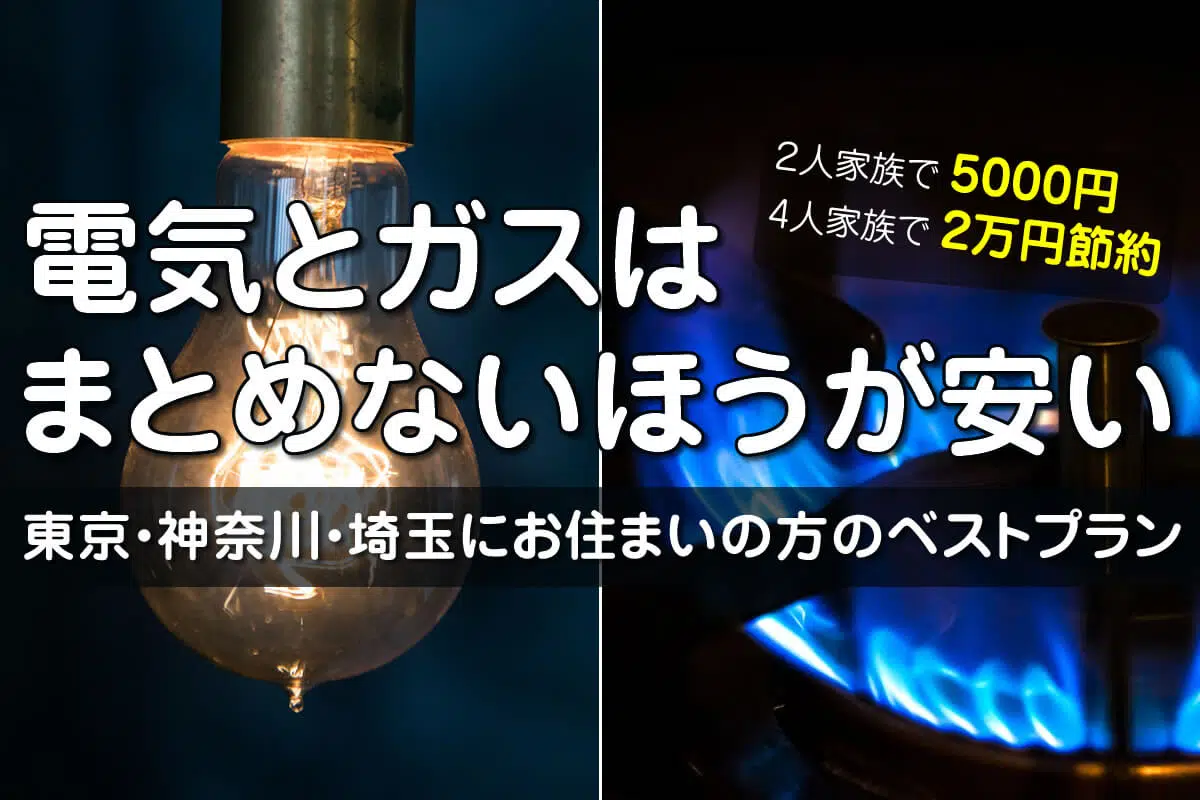 2人家族で 5000円
4人家族で 2万円節約
電気とガスは
まとめないほうが安い
東京・神奈川・埼玉にお住まいの方のベストプラン